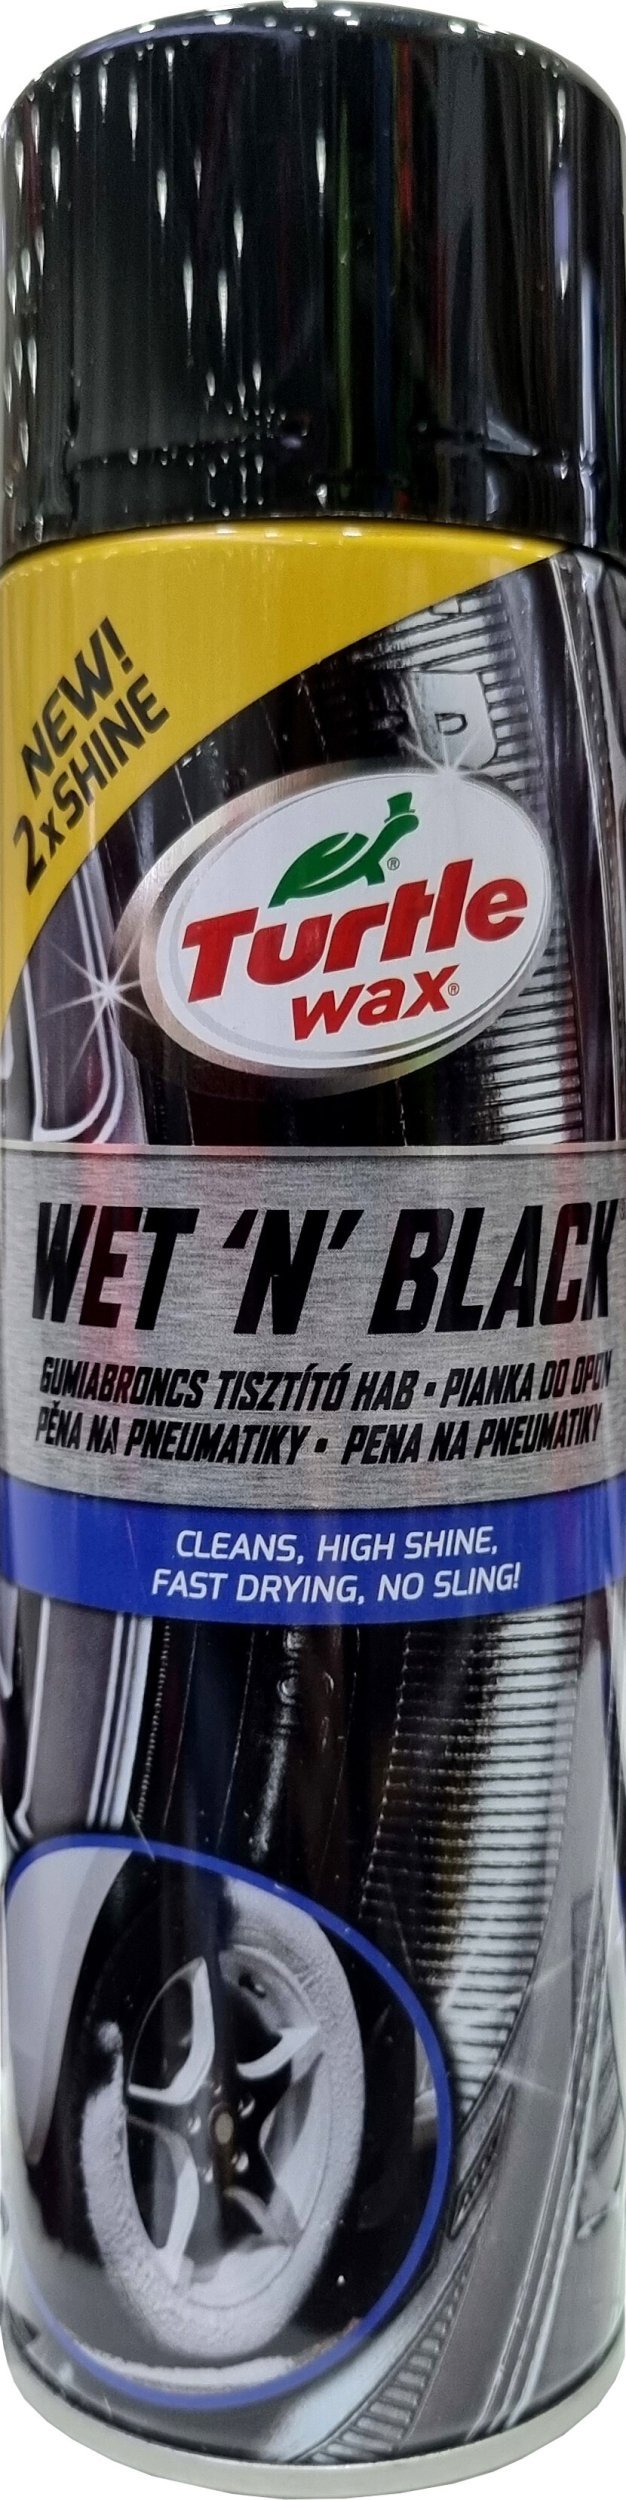 NEW!
2xSHINE
Turtle
wax®
WET 'N' BLACK
GUMIABRONCS TISZTÍTÓ HAB • PIANKA DO OPON
PĚNA NA PNEUMATIKY • PENA NA PNEUMATIKY
CLEANS, HIGH SHINE,
FAST DRYING, NO SLING!